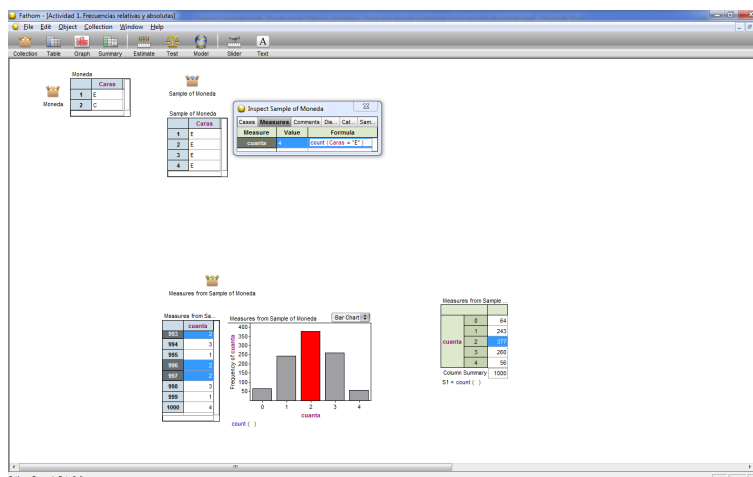 Fathom - [Actividad 1. Frecuencias relativas y absolutas]
File Edit Object Collection Window Help
Collection Table Graph Summary Estimate Test Model Slider Text
Moneda
Moneda
Caras
1 E
2 C
Sample of Moneda
Sample of Moneda
Caras
1 E
2 E
3 E
4 E
Inspect Sample of Moneda
Cases Measures Comments Dis... Cat... Sam...
Measure Value Formula
cuanta 4 count (Caras = "E")
Measures from Sample of Moneda
Measures from Sa...
cuanta
993 2
994 3
995 1
996 2
997 2
998 3
999 1
1000 4
Measures from Sample of Moneda Bar Chart
Frequency of cuanta
400
350
300
250
200
150
100
50
0 1 2 3 4
cuanta
count ( )
Measures from Sample ...
cuanta
0 64
1 243
2 377
3 260
4 56
Column Summary 1000
S1 = count ( )